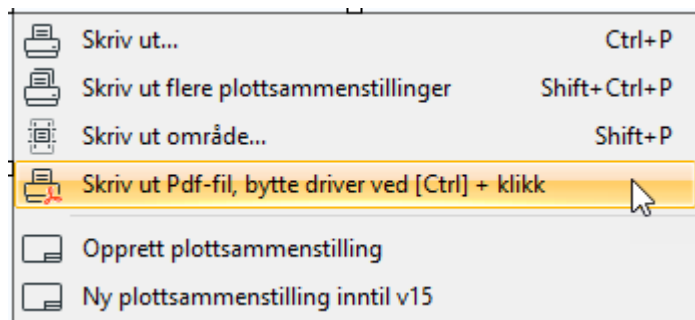 Skriv ut... Ctrl+P
Skriv ut flere plottsammenstillinger Shift+Ctrl+P
Skriv ut område... Shift+P
Skriv ut Pdf-fil, bytte driver ved [Ctrl] + klikk
Opprett plottsammenstilling
Ny plottsammenstilling inntil v15